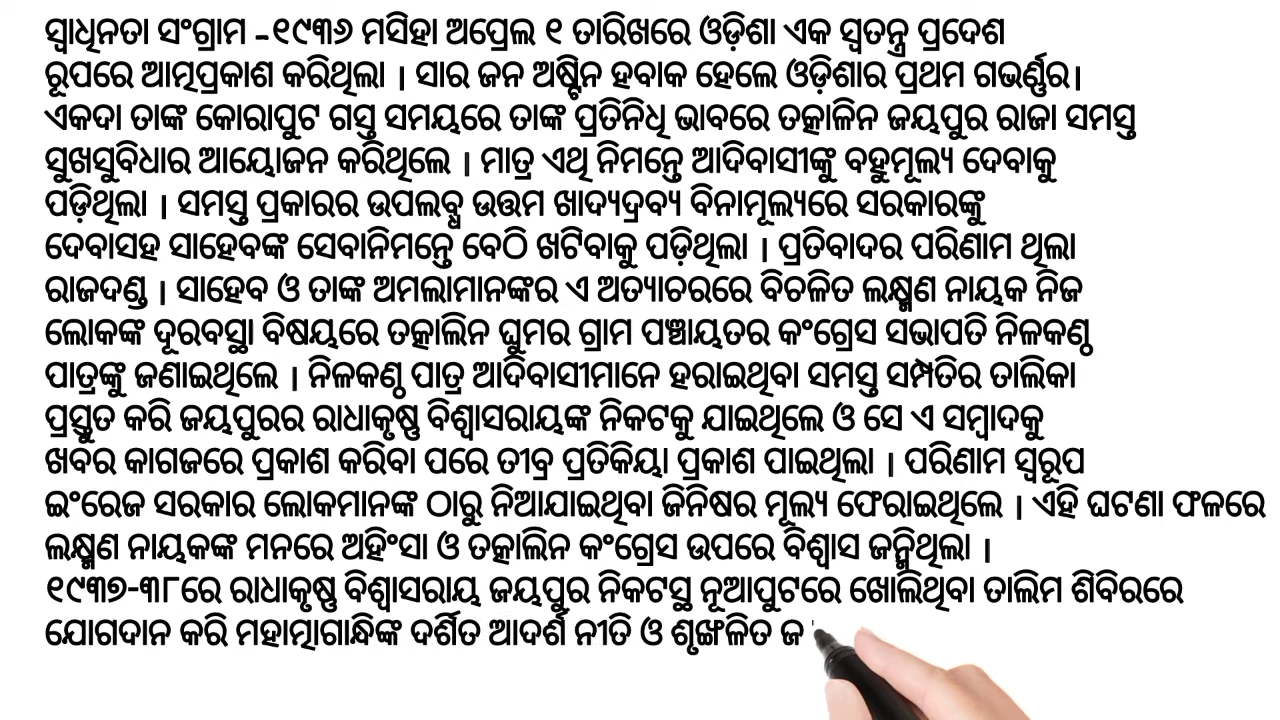 ସ୍ୱାଧିନତା ସଂଗ୍ରାମ –୧୯୩୬ ମସିହା ଅପ୍ରେଲ ୧ ତାରିଖରେ ଓଡ଼ିଶା ଏକ ସ୍ୱତନ୍ତ୍ର ପ୍ରଦେଶ
ରୂପରେ ଆତ୍ମପ୍ରକାଶ କରିଥିଲା । ସାର ଜନ ଅଷ୍ଟିନ ହବାକ ହେଲେ ଓଡ଼ିଶାର ପ୍ରଥମ ଗଭର୍ଣ୍ଣର।
ଏକଦା ତାଙ୍କ କୋରାପୁଟ ଗସ୍ତ ସମୟରେ ତାଙ୍କ ପ୍ରତିନିଧି ଭାବରେ ତତ୍କାଳିନ ଜୟପୁର ରାଜା ସମସ୍ତ
ସୁଖସୁବିଧାର ଆୟୋଜନ କରିଥିଲେ । ମାତ୍ର ଏଥି ନିମନ୍ତେ ଆଦିବାସୀଙ୍କୁ ବହୁମୂଲ୍ୟ ଦେବାକୁ
ପଡ଼ିଥିଲା । ସମସ୍ତ ପ୍ରକାରର ଉପଲବ୍ଧ ଉତ୍ତମ ଖାଦ୍ୟଦ୍ରବ୍ୟ ବିନାମୂଲ୍ୟରେ ସରକାରଙ୍କୁ
ଦେବାସହ ସାହେବଙ୍କ ସେବାନିମନ୍ତେ ବେଠି ଖଟିବାକୁ ପଡ଼ିଥିଲା । ପ୍ରତିବାଦର ପରିଣାମ ଥିଲା
ରାଜଦଣ୍ଡ । ସାହେବ ଓ ତାଙ୍କ ଅମଲାମାନଙ୍କର ଏ ଅତ୍ୟାଚରରେ ବିଚଳିତ ଲକ୍ଷ୍ମଣ ନାୟକ ନିଜ
ଲୋକଙ୍କ ଦୂରବସ୍ଥା ବିଷୟରେ ତତ୍କାଲିନ ଘୁମର ଗ୍ରାମ ପଞ୍ଚାୟତର କଂଗ୍ରେସ ସଭାପତି ନିଳକଣ୍ଠ
ପାତ୍ରଙ୍କୁ ଜଣାଇଥିଲେ । ନିଳକଣ୍ଠ ପାତ୍ର ଆଦିବାସୀମାନେ ହରାଇଥିବା ସମସ୍ତ ସମ୍ପତିର ତାଲିକା
ପ୍ରସ୍ତୁତ କରି ଜୟପୁରର ରାଧାକୃଷ୍ଣ ବିଶ୍ୱାସରାୟଙ୍କ ନିକଟକୁ ଯାଇଥିଲେ ଓ ସେ ଏ ସମ୍ବାଦକୁ
ଖବର କାଗଜରେ ପ୍ରକାଶ କରିବା ପରେ ତୀବ୍ର ପ୍ରତିକିୟା ପ୍ରକାଶ ପାଇଥିଲା । ପରିଣାମ ସ୍ୱରୂପ
ଇଂରେଜ ସରକାର ଲୋକମାନଙ୍କ ଠାରୁ ନିଆଯାଇଥିବା ଜିନିଷର ମୂଲ୍ୟ ଫେରାଇଥିଲେ । ଏହି ଘଟଣା ଫଳରେ
ଲକ୍ଷ୍ମଣ ନାୟକଙ୍କ ମନରେ ଅହିଂସା ଓ ତତ୍କାଲିନ କଂଗ୍ରେସ ଉପରେ ବିଶ୍ୱାସ ଜନ୍ମିଥିଲା ।
୧୯୩୭-୩୮ରେ ରାଧାକୃଷ୍ଣ ବିଶ୍ୱାସରାୟ ଜୟପୁର ନିକଟସ୍ଥ ନୂଆପୁଟରେ ଖୋଲିଥିବା ତାଲିମ ଶିବିରରେ
ଯୋଗଦାନ କରି ମହାତ୍ମାଗାନ୍ଧିଙ୍କ ଦର୍ଶିତ ଆଦର୍ଶ ନୀତି ଓ ଶୃଙ୍ଖଳିତ ଜ